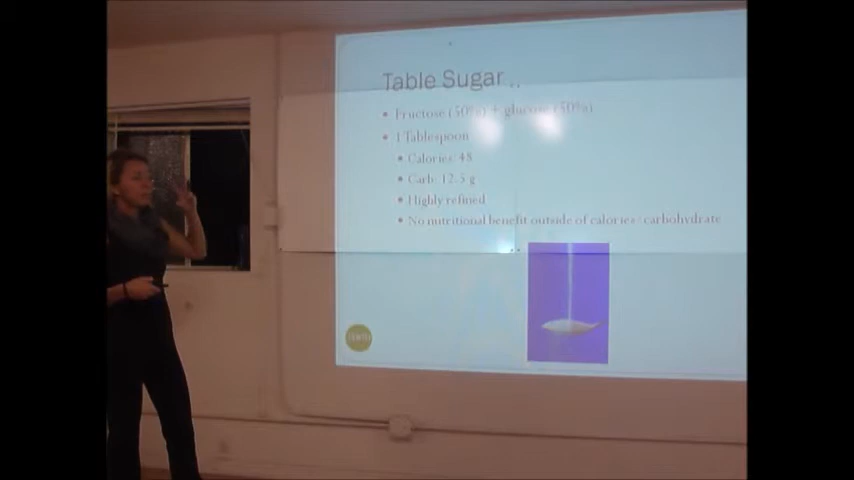 Table Sugar..
Fructose (50%) + glucose (50%)
1 Tablespoon
Calories: 48
Carb: 12.5 g
Highly refined
No nutritional benefit outside of calories/carbohydrate